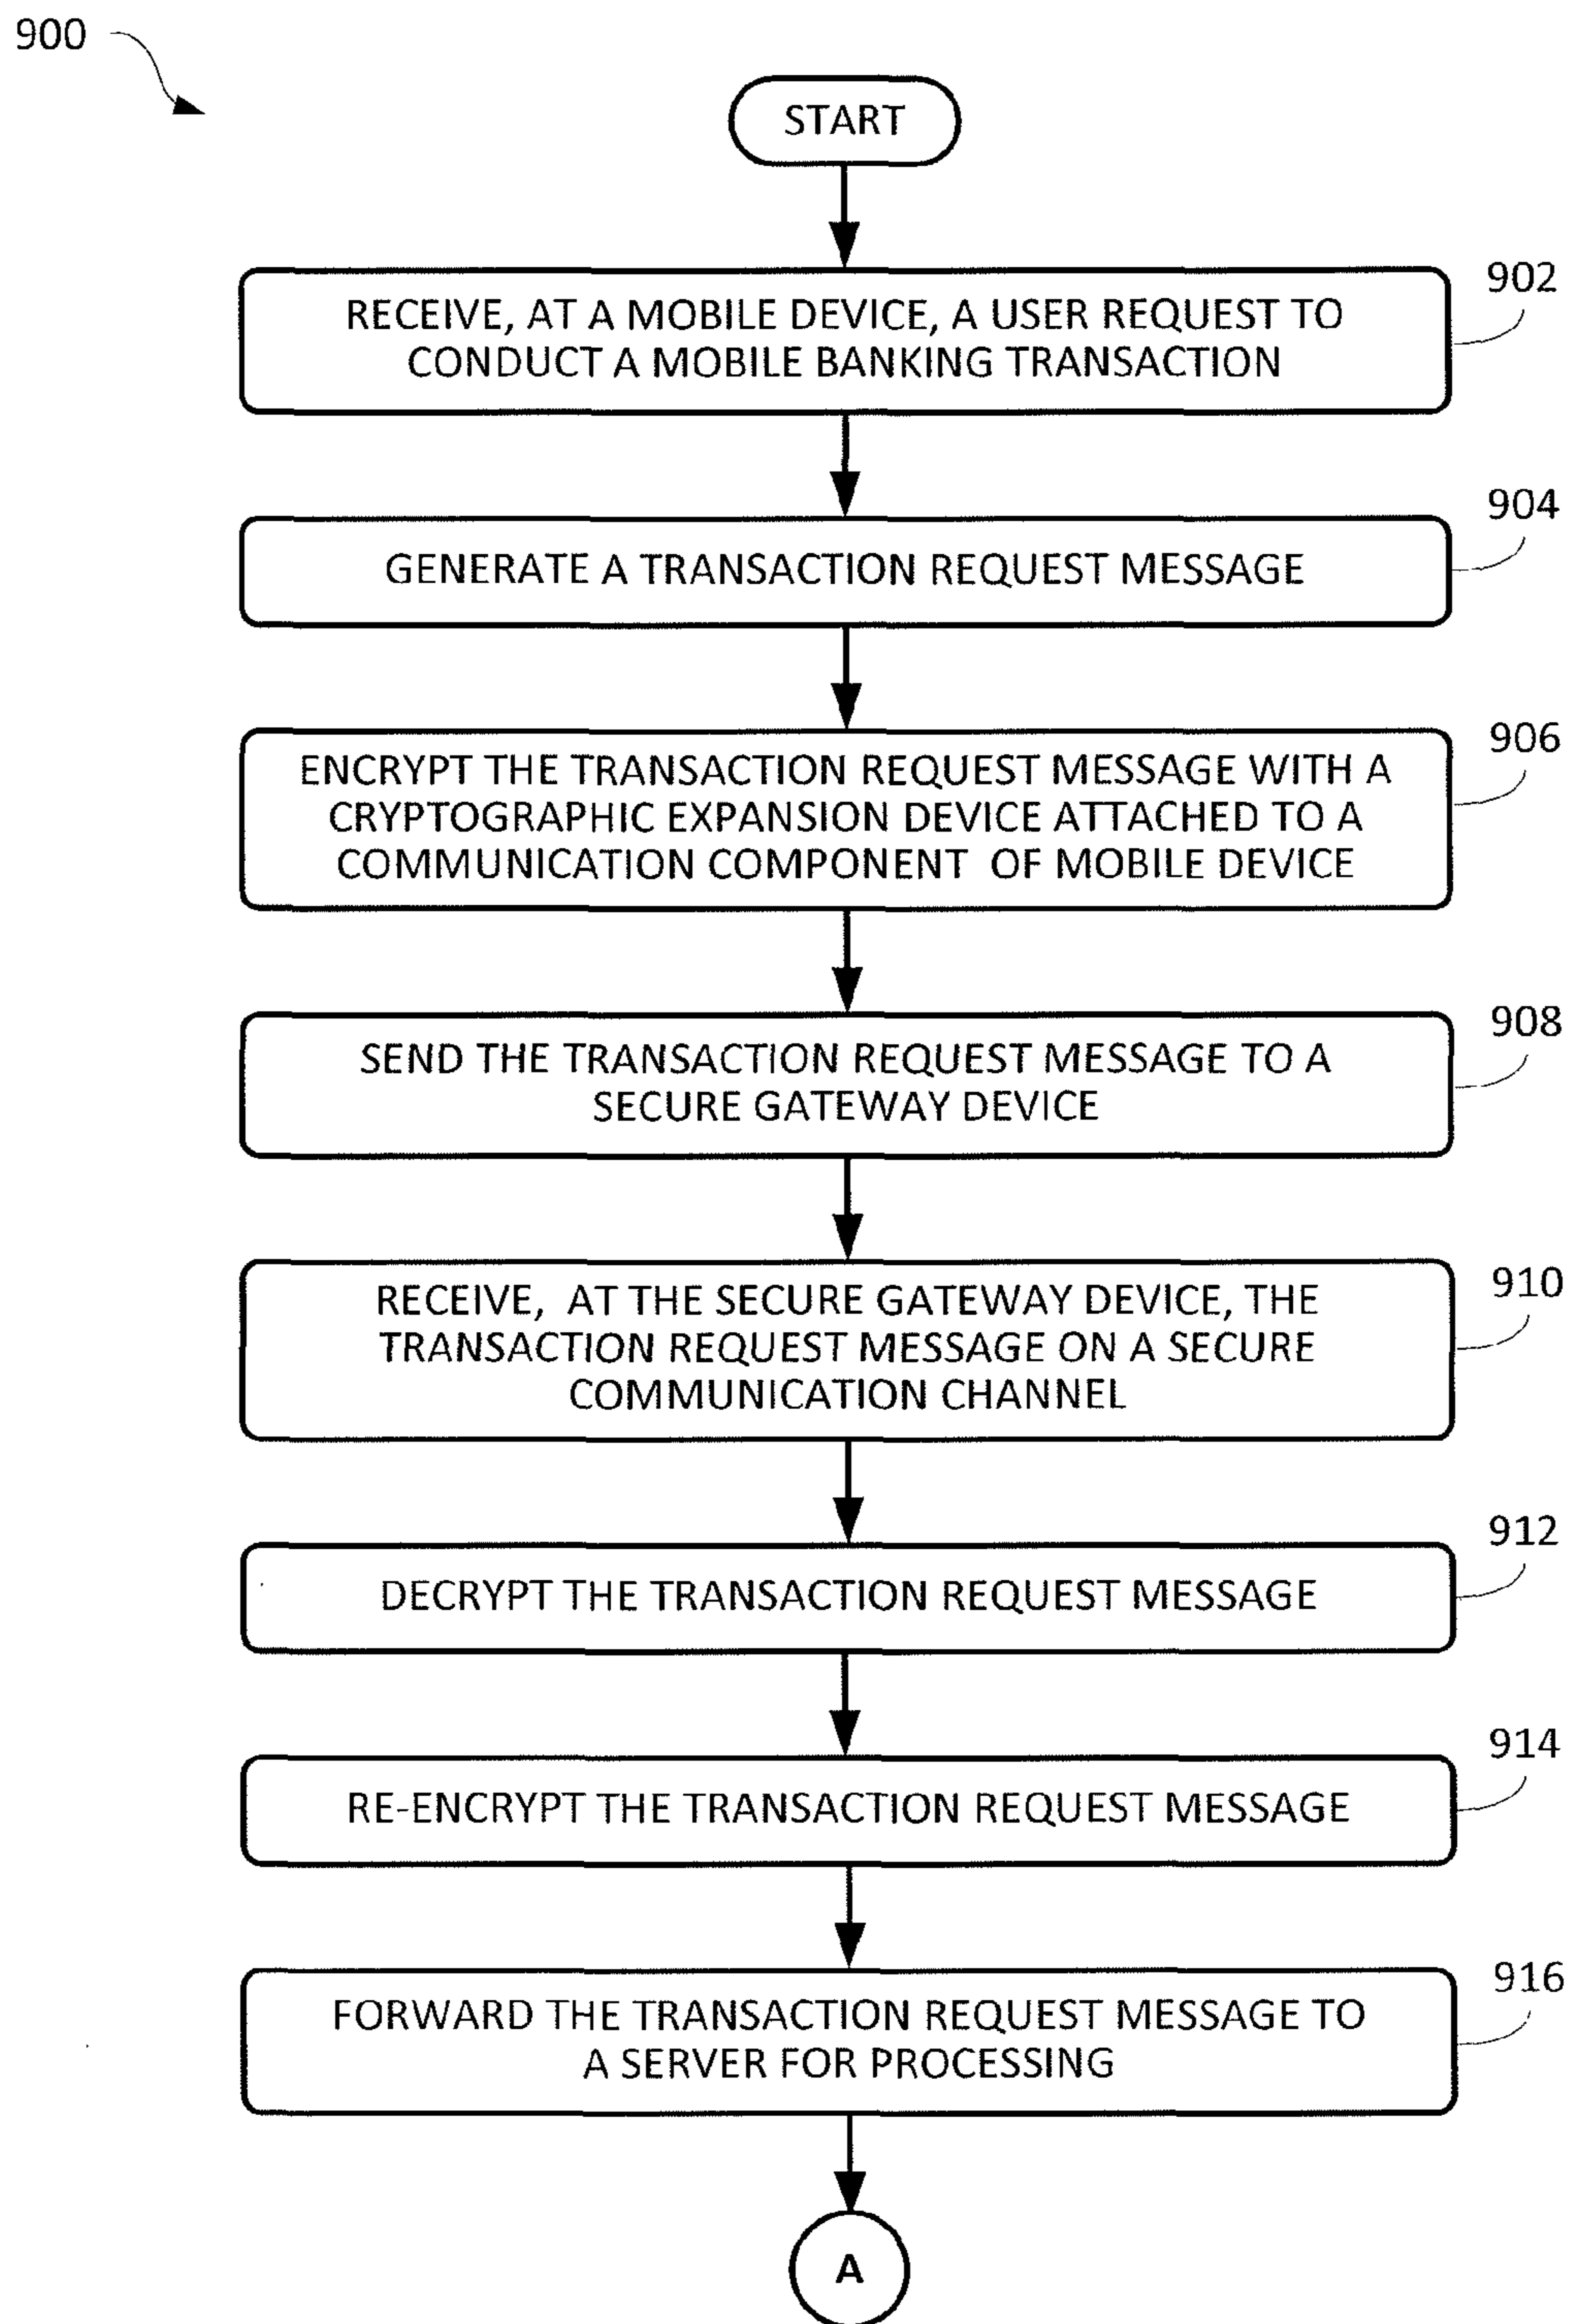 900
START
902
RECEIVE, AT A MOBILE DEVICE, A USER REQUEST TO
CONDUCT A MOBILE BANKING TRANSACTION
904
GENERATE A TRANSACTION REQUEST MESSAGE
906
ENCRYPT THE TRANSACTION REQUEST MESSAGE WITH A
CRYPTOGRAPHIC EXPANSION DEVICE ATTACHED TO A
COMMUNICATION COMPONENT OF MOBILE DEVICE
908
SEND THE TRANSACTION REQUEST MESSAGE TO A
SECURE GATEWAY DEVICE
910
RECEIVE, AT THE SECURE GATEWAY DEVICE, THE
TRANSACTION REQUEST MESSAGE ON A SECURE
COMMUNICATION CHANNEL
912
DECRYPT THE TRANSACTION REQUEST MESSAGE
914
RE-ENCRYPT THE TRANSACTION REQUEST MESSAGE
916
FORWARD THE TRANSACTION REQUEST MESSAGE TO
A SERVER FOR PROCESSING
A